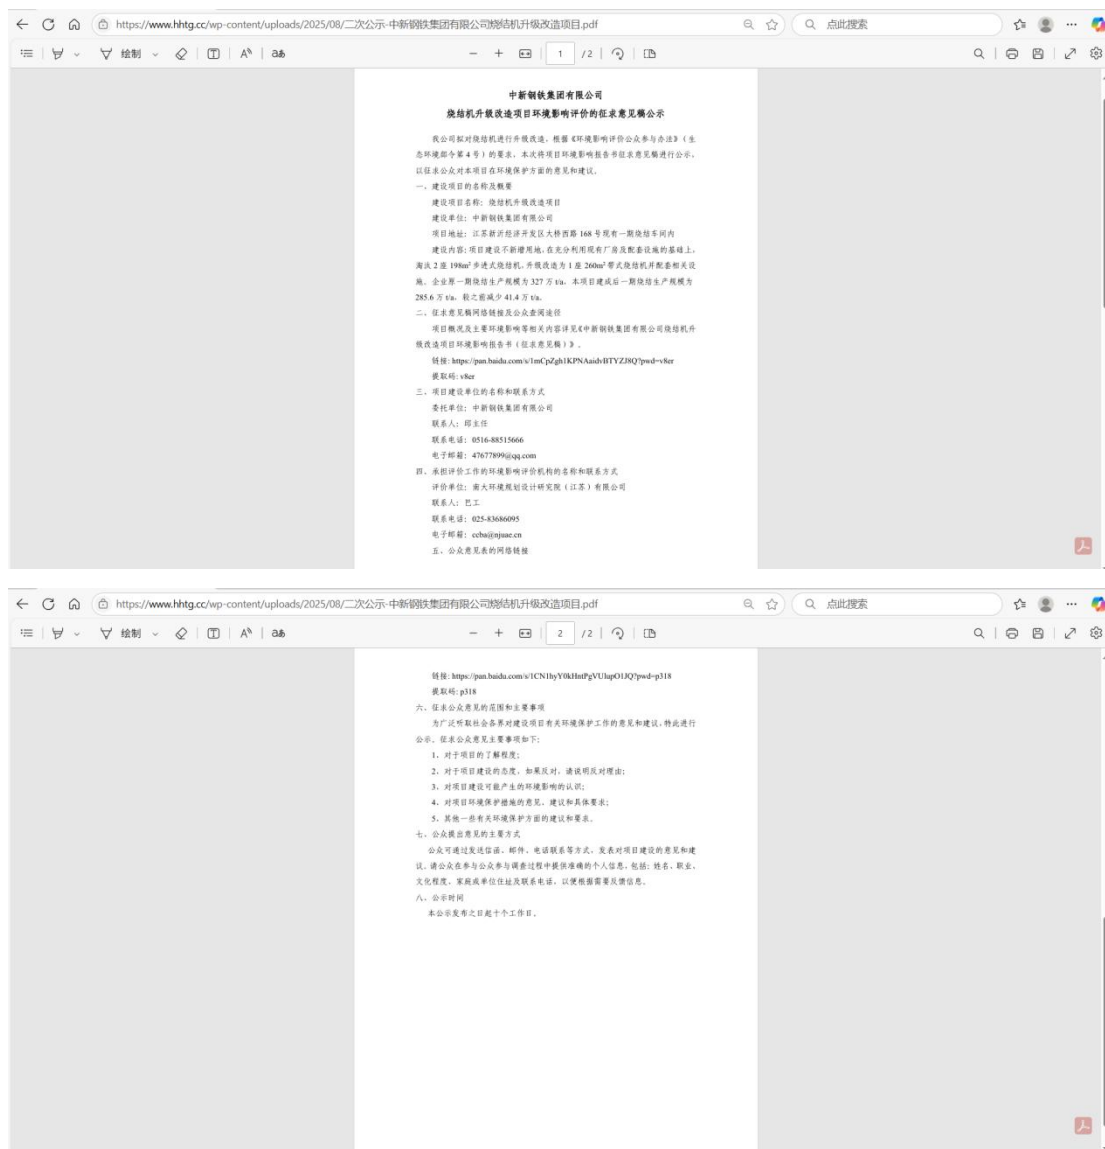 https://www.hhtg.cc/wp-content/uploads/2025/08/二次公示-中新钢铁集团有限公司烧结机升级改造项目.pdf
点此搜索
绘制
aあ
1 /2
中新钢铁集团有限公司
烧结机升级改造项目环境影响评价的征求意见稿公示
我公司拟对烧结机进行升级改造，根据《环境影响评价公众参与办法》（生
态环境部令第 4 号）的要求，本次将项目环境影响报告书征求意见稿进行公示，
以征求公众对本项目在环境保护方面的意见和建议。
一、建设项目的名称及概要
建设项目名称：烧结机升级改造项目
建设单位：中新钢铁集团有限公司
项目地址：江苏新沂经济开发区大桥西路 168 号现有一期烧结车间内
建设内容：项目建设不新增用地，在充分利用现有厂房及配套设施的基础上，
淘汰 2 座 198m² 步进式烧结机，升级改造为 1 座 260m² 带式烧结机并配套相关设
施。企业原一期烧结生产规模为 327 万 t/a，本项目建成后一期烧结生产规模为
285.6 万 t/a，较之前减少 41.4 万 t/a。
二、征求意见稿网络链接及公众查阅途径
项目概况及主要环境影响等相关内容详见《中新钢铁集团有限公司烧结机升
级改造项目环境影响报告书（征求意见稿）》。
链接: https://pan.baidu.com/s/1mCpZgh1KPNAaidvBTYZJ8Q?pwd=v8er
提取码: v8er
三、项目建设单位的名称和联系方式
委托单位：中新钢铁集团有限公司
联系人：邱主任
联系电话：0516-88515666
电子邮箱：47677899@qq.com
四、承担评价工作的环境影响评价机构的名称和联系方式
评价单位：南大环境规划设计研究院（江苏）有限公司
联系人：巴工
联系电话：025-83686095
电子邮箱：ccba@njuae.cn
五、公众意见表的网络链接
https://www.hhtg.cc/wp-content/uploads/2025/08/二次公示-中新钢铁集团有限公司烧结机升级改造项目.pdf
点此搜索
绘制
aあ
2 /2
链接: https://pan.baidu.com/s/1CN1hyY0kHntPgVUlupO1JQ?pwd=p318
提取码: p318
六、征求公众意见的范围和主要事项
为广泛听取社会各界对建设项目有关环境保护工作的意见和建议，特此进行
公示。征求公众意见主要事项如下：
1、对于项目的了解程度；
2、对于项目建设的态度，如果反对，请说明反对理由；
3、对项目建设可能产生的环境影响的认识；
4、对项目环境保护措施的意见、建议和具体要求；
5、其他一些有关环境保护方面的建议和要求。
七、公众提出意见的主要方式
公众可通过发送信函、邮件、电话联系等方式，发表对项目建设的意见和建
议。请公众在参与公众参与调查过程中提供准确的个人信息，包括：姓名、职业、
文化程度、家庭或单位住址及联系电话，以便根据需要反馈信息。
八、公示时间
本公示发布之日起十个工作日。